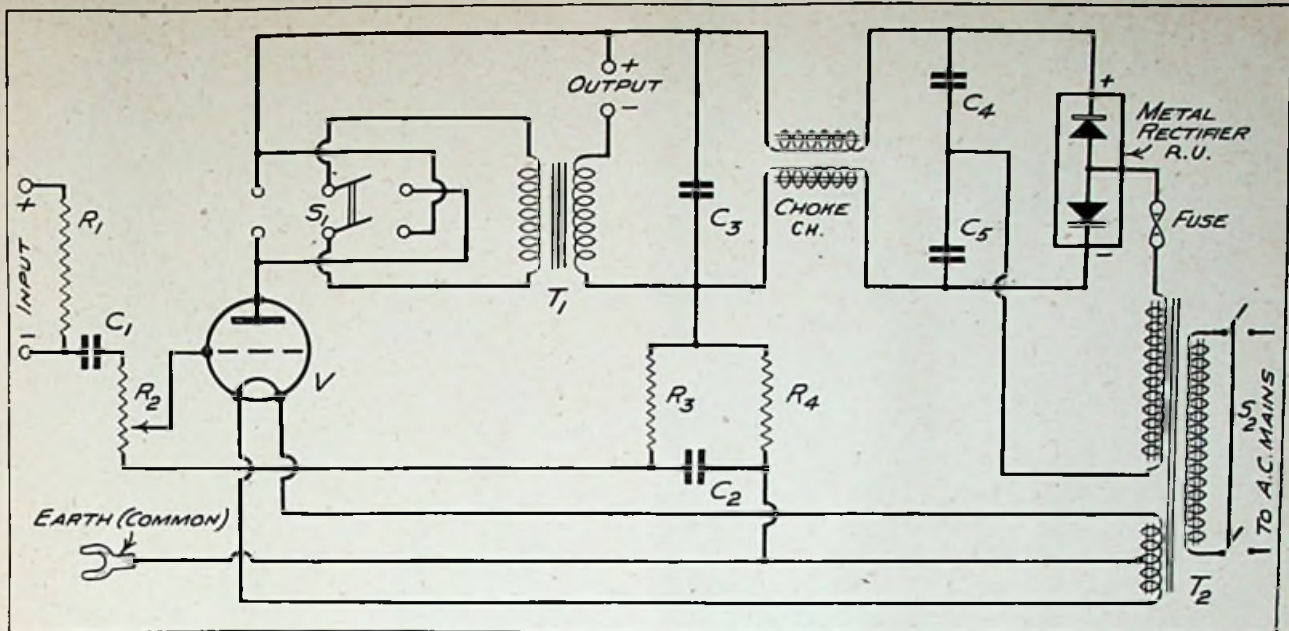 +
OUTPUT
-
+
INPUT
-
R1
C1
R2
V
S1
T1
C3
CHOKE
CH.
C4
C5
+
-
METAL
RECTIFIER
R.U.
FUSE
R3
R4
C2
EARTH (COMMON)
S2
TO A.C. MAINS
T2